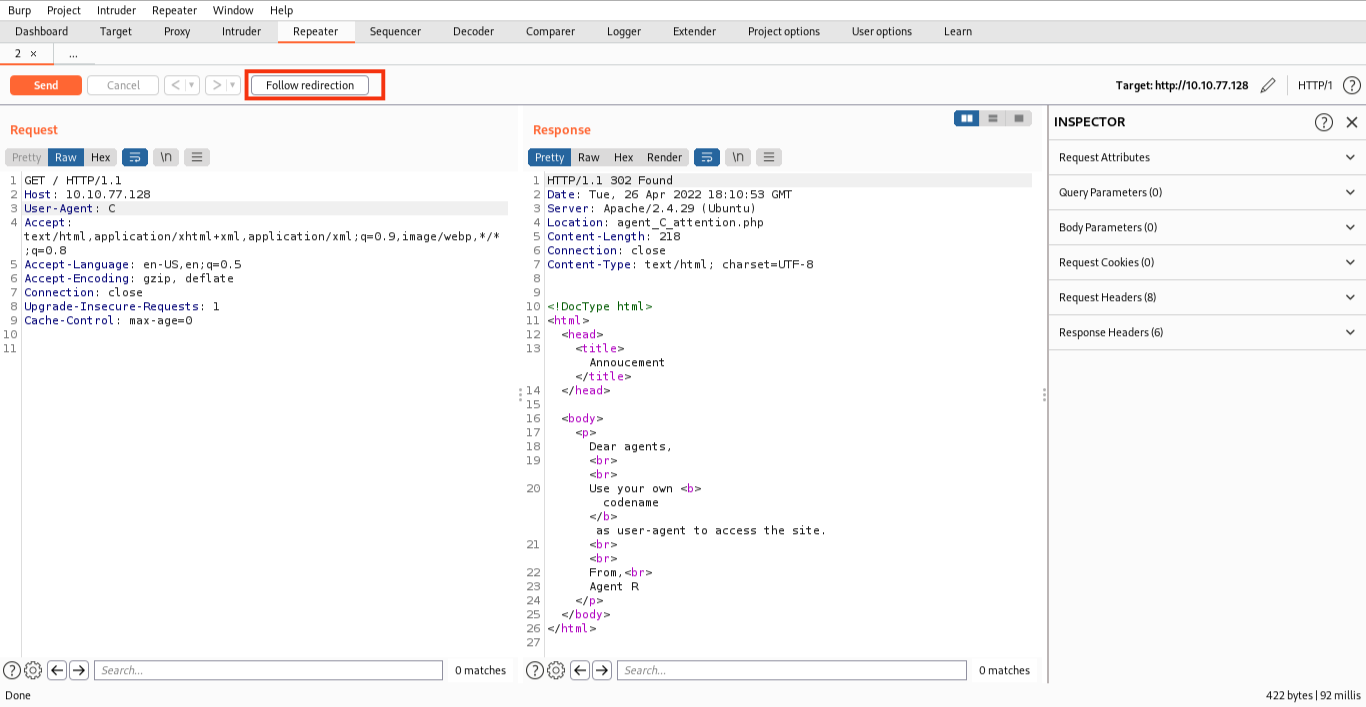 Burp Project Intruder Repeater Window Help
Dashboard Target Proxy Intruder Repeater Sequencer Decoder Comparer Logger Extender Project options User options Learn
2 × ...
Send Cancel < ▾ > ▾ Follow redirection Target: http://10.10.77.128 HTTP/1 ?
Request
Pretty Raw Hex \n
1 GET / HTTP/1.1
2 Host: 10.10.77.128
3 User-Agent: C
4 Accept:
text/html,application/xhtml+xml,application/xml;q=0.9,image/webp,*/*
;q=0.8
5 Accept-Language: en-US,en;q=0.5
6 Accept-Encoding: gzip, deflate
7 Connection: close
8 Upgrade-Insecure-Requests: 1
9 Cache-Control: max-age=0
10
11
? Search... 0 matches
Response
Pretty Raw Hex Render \n
1 HTTP/1.1 302 Found
2 Date: Tue, 26 Apr 2022 18:10:53 GMT
3 Server: Apache/2.4.29 (Ubuntu)
4 Location: agent_C_attention.php
5 Content-Length: 218
6 Connection: close
7 Content-Type: text/html; charset=UTF-8
8
9
10 <!DocType html>
11 <html>
12 <head>
13 <title>
Annoucement
</title>
14 </head>
15
16 <body>
17 <p>
18 Dear agents,
19 <br>
<br>
20 Use your own <b>
codename
</b>
as user-agent to access the site.
21 <br>
<br>
22 From,<br>
23 Agent R
24 </p>
25 </body>
26 </html>
27
? Search... 0 matches
INSPECTOR ? ×
Request Attributes
Query Parameters (0)
Body Parameters (0)
Request Cookies (0)
Request Headers (8)
Response Headers (6)
Done 422 bytes | 92 millis